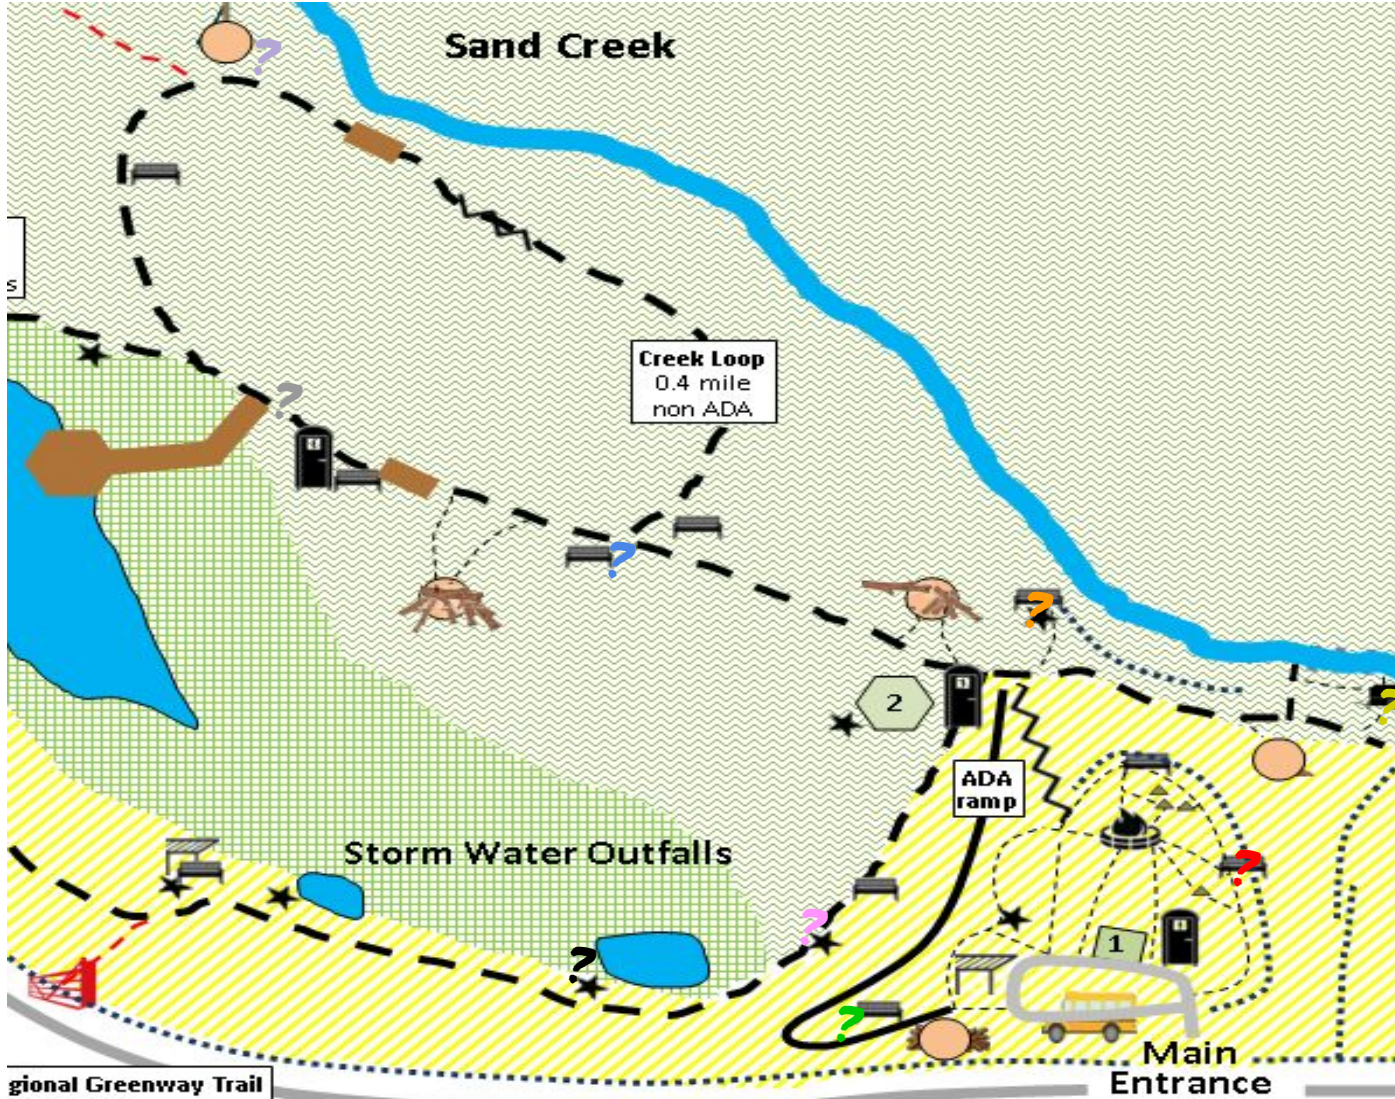 Sand Creek
?
s
Creek Loop
0.4 mile
non ADA
?
?
?
2
?
ADA
ramp
Storm Water Outfalls
?
?
?
1
?
Main
Entrance
gional Greenway Trail